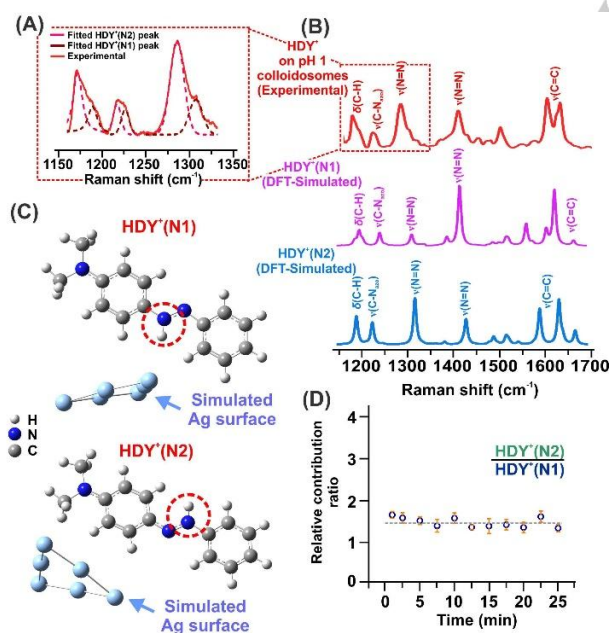 (A)
Fitted HDY⁺(N2) peak
Fitted HDY⁺(N1) peak
Experimental
1150 1200 1250 1300 1350
Raman shift (cm⁻¹)
HDY⁺
on pH 1
colloidosomes
(Experimental)
(B)
δ(C-H)
ν(C-Nazo)
ν(N=N)
ν(N=N)
ν(C=C)
HDY⁺(N1)
(DFT-Simulated)
δ(C-H)
ν(C-Nazo)
ν(N=N)
ν(N=N)
ν(C=C)
HDY⁺(N2)
(DFT-Simulated)
δ(C-H)
ν(C-Nazo)
ν(N=N)
ν(N=N)
ν(C=C)
1200 1300 1400 1500 1600 1700
Raman shift (cm⁻¹)
(C)
HDY⁺(N1)
Simulated
Ag surface
H
N
C
HDY⁺(N2)
Simulated
Ag surface
(D)
Relative contribution
ratio
4
3
2
1
0
HDY⁺(N2)
HDY⁺(N1)
0 5 10 15 20 25
Time (min)